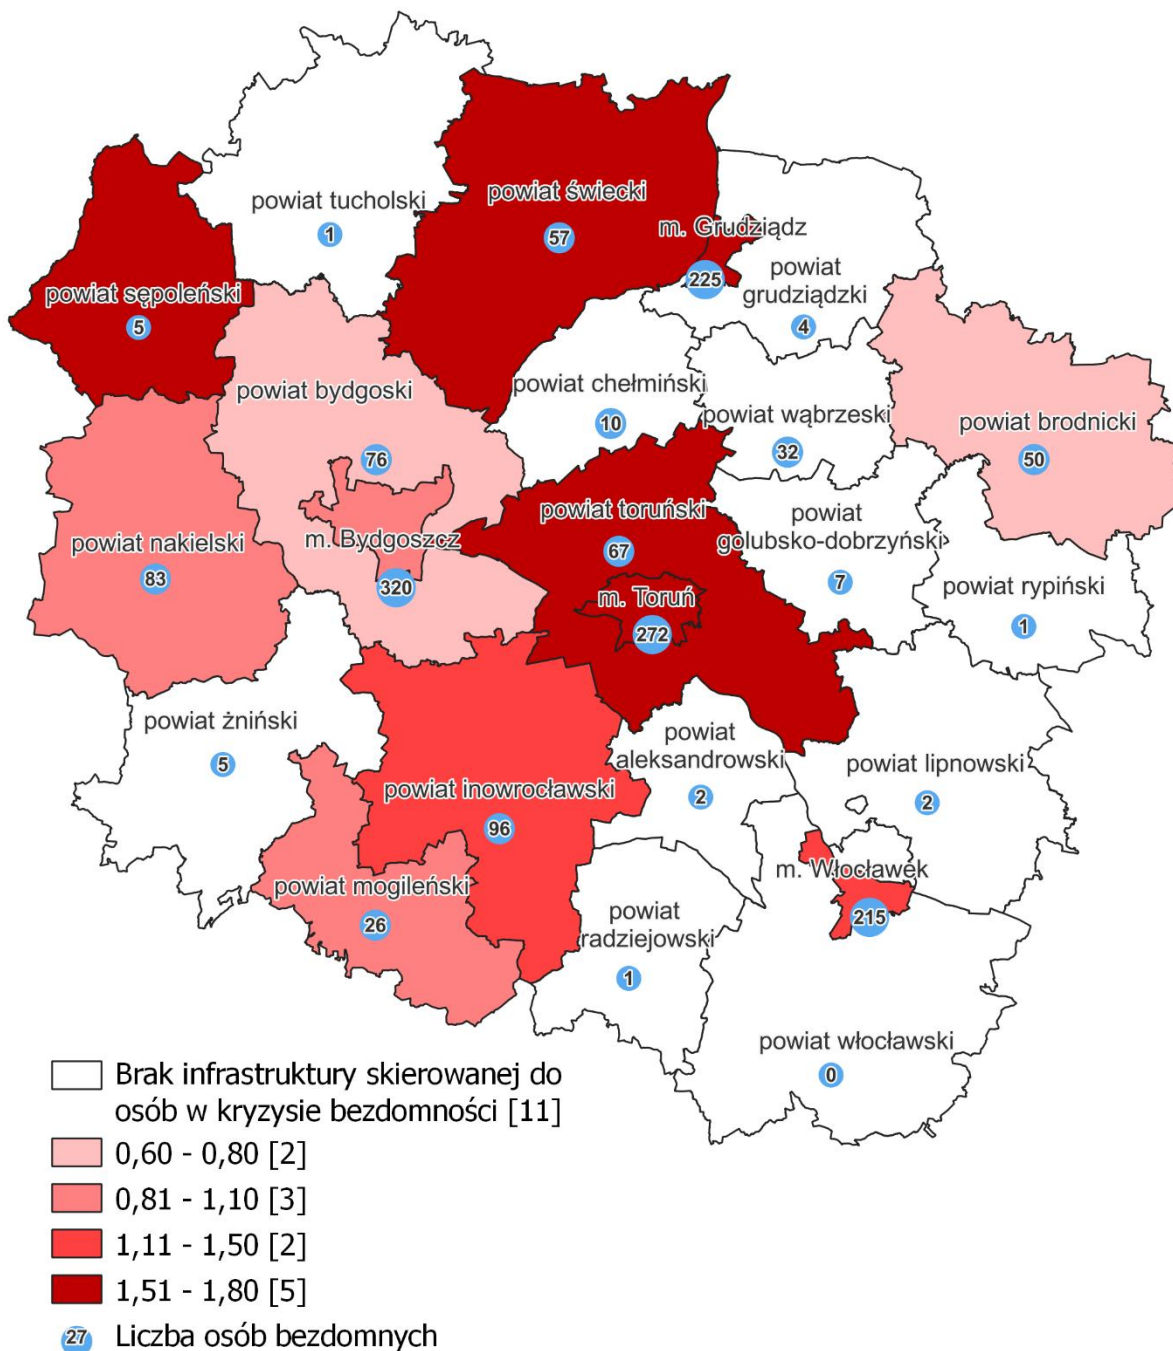 powiat tucholski
1
powiat świecki
57
m. Grudziądz
225
powiat
grudziądzki
4
powiat sępoleński
5
powiat bydgoski
76
powiat chełmiński
10
powiat wąbrzeski
32
powiat brodnicki
50
powiat nakielski
83
m. Bydgoszcz
320
powiat toruński
67
m. Toruń
272
powiat
golubsko-dobrzyński
7
powiat rypiński
1
powiat żniński
5
powiat inowrocławski
96
powiat
aleksandrowski
2
powiat lipnowski
2
powiat mogileński
26
powiat
radziejowski
1
m. Włocławek
215
powiat włocławski
0
Brak infrastruktury skierowanej do
osób w kryzysie bezdomności [11]
0,60 - 0,80 [2]
0,81 - 1,10 [3]
1,11 - 1,50 [2]
1,51 - 1,80 [5]
27 Liczba osób bezdomnych